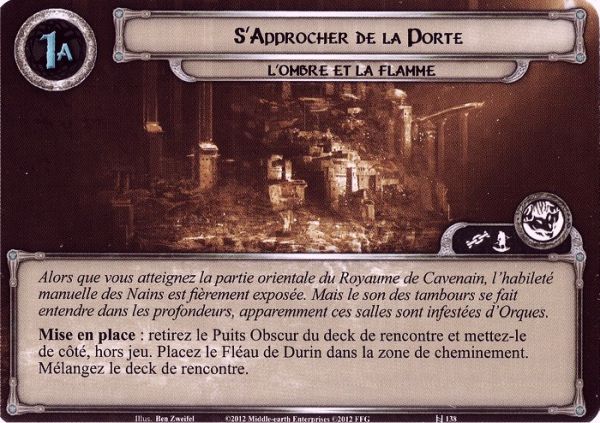 1A
S'Approcher de la Porte
L'OMBRE ET LA FLAMME
Alors que vous atteignez la partie orientale du Royaume de Cavenain, l'habileté
manuelle des Nains est fièrement exposée. Mais le son des tambours se fait
entendre dans les profondeurs, apparemment ces salles sont infestées d'Orques.
Mise en place : retirez le Puits Obscur du deck de rencontre et mettez-le
de côté, hors jeu. Placez le Fléau de Durin dans la zone de cheminement.
Mélangez le deck de rencontre.
Illus. Ben Zweifel ©2012 Middle-earth Enterprises ©2012 FFG 138